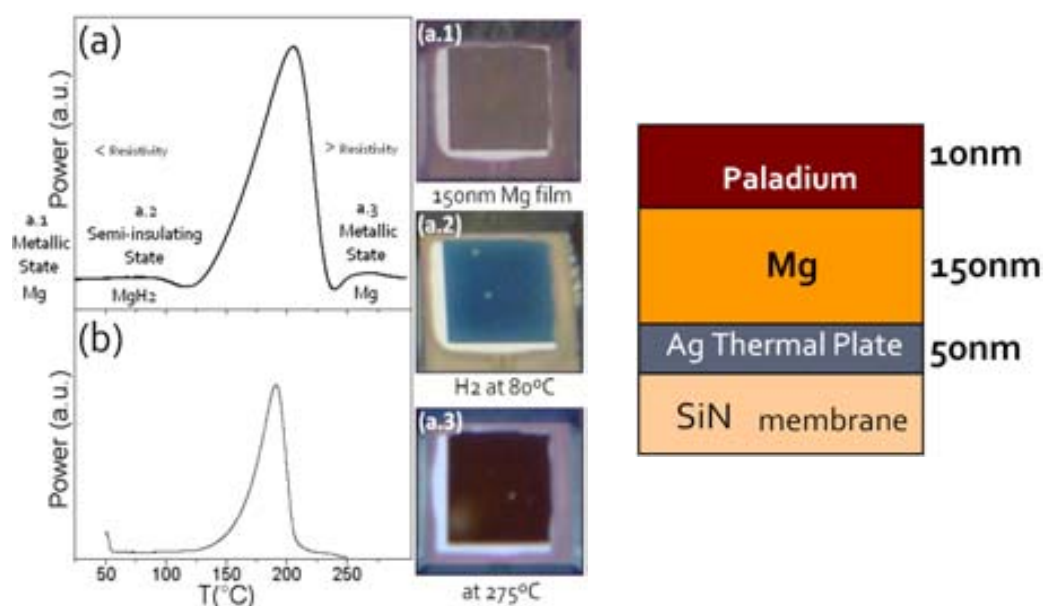 (a)
Power (a.u.)
< Resistivity
> Resistivity
a.1
Metallic
State
Mg
a.2
Semi-insulating
State
MgH2
a.3
Metallic
State
Mg
(b)
Power (a.u.)
50
100
150
200
250
T(°C)
(a.1)
150nm Mg film
(a.2)
H2 at 80ºC
(a.3)
at 275ºC
Paladium
10nm
Mg
150nm
Ag Thermal Plate
50nm
SiN membrane